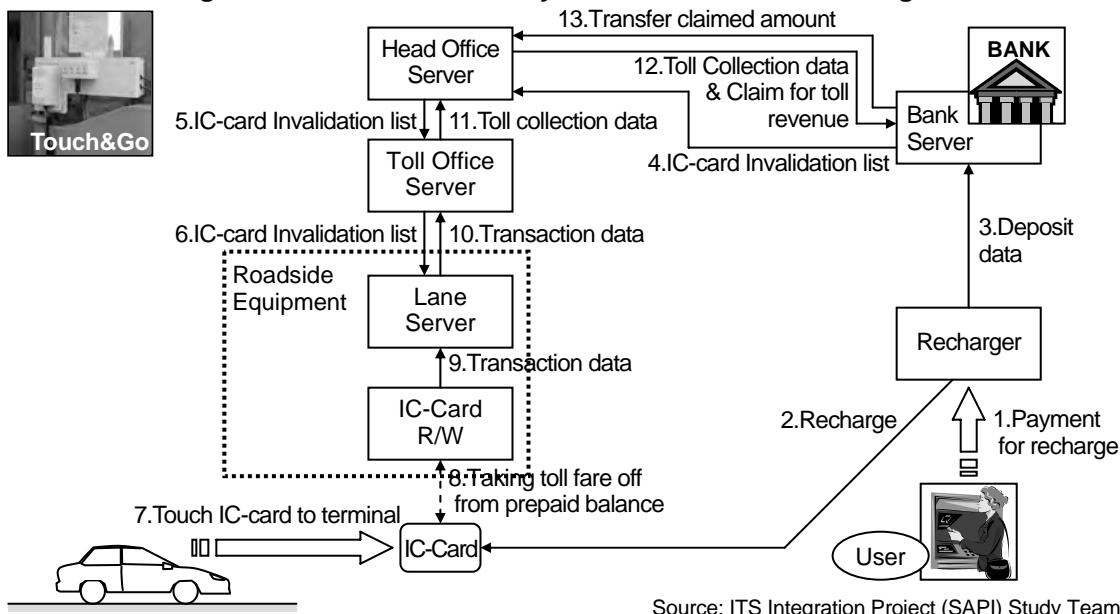 13.Transfer claimed amount
Head Office
Server
BANK
12.Toll Collection data
& Claim for toll
revenue
Bank
Server
Touch&Go
5.IC-card Invalidation list
11.Toll collection data
Toll Office
Server
4.IC-card Invalidation list
6.IC-card Invalidation list
10.Transaction data
3.Deposit
data
Roadside
Equipment
Lane
Server
Recharger
9.Transaction data
IC-Card
R/W
2.Recharge
1.Payment
for recharge
8.Taking toll fare off
from prepaid balance
7.Touch IC-card to terminal
IC-Card
User
Source: ITS Integration Project (SAPI) Study Team